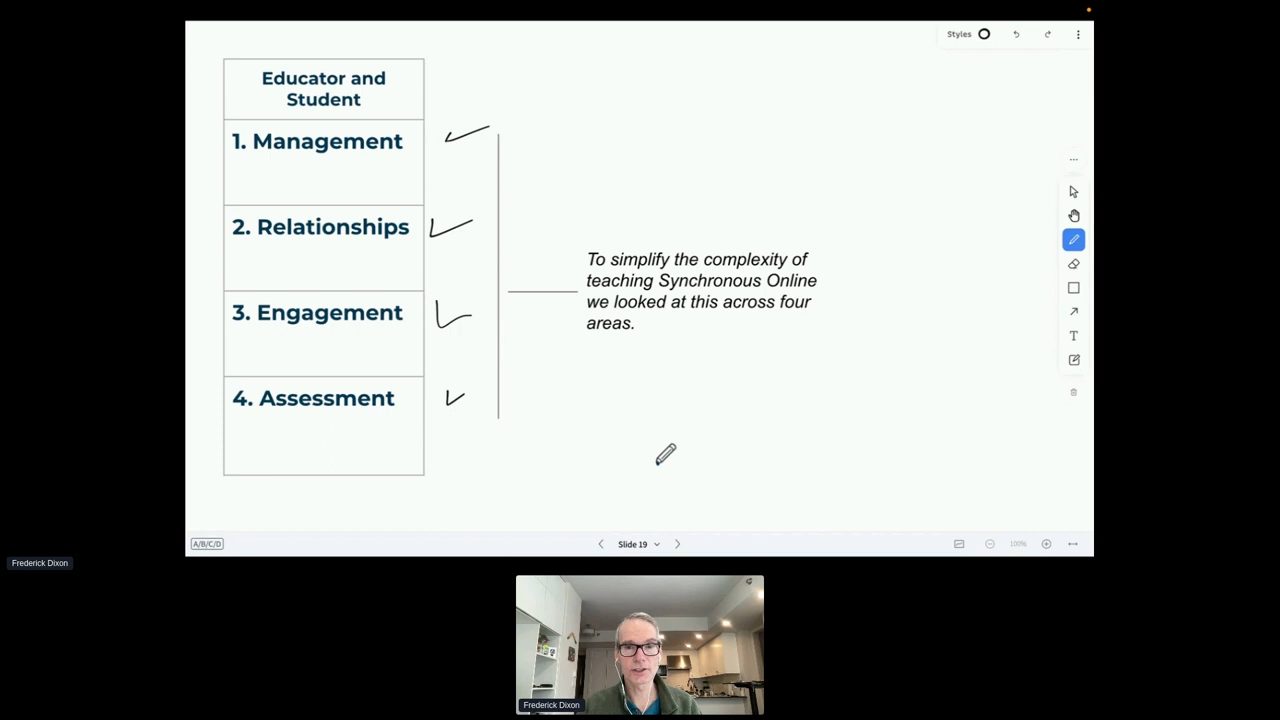 Styles
Educator and
Student
1. Management
2. Relationships
3. Engagement
4. Assessment
To simplify the complexity of
teaching Synchronous Online
we looked at this across four
areas.
T
A/B/C/D
Slide 19
100%
Frederick Dixon
Frederick Dixon